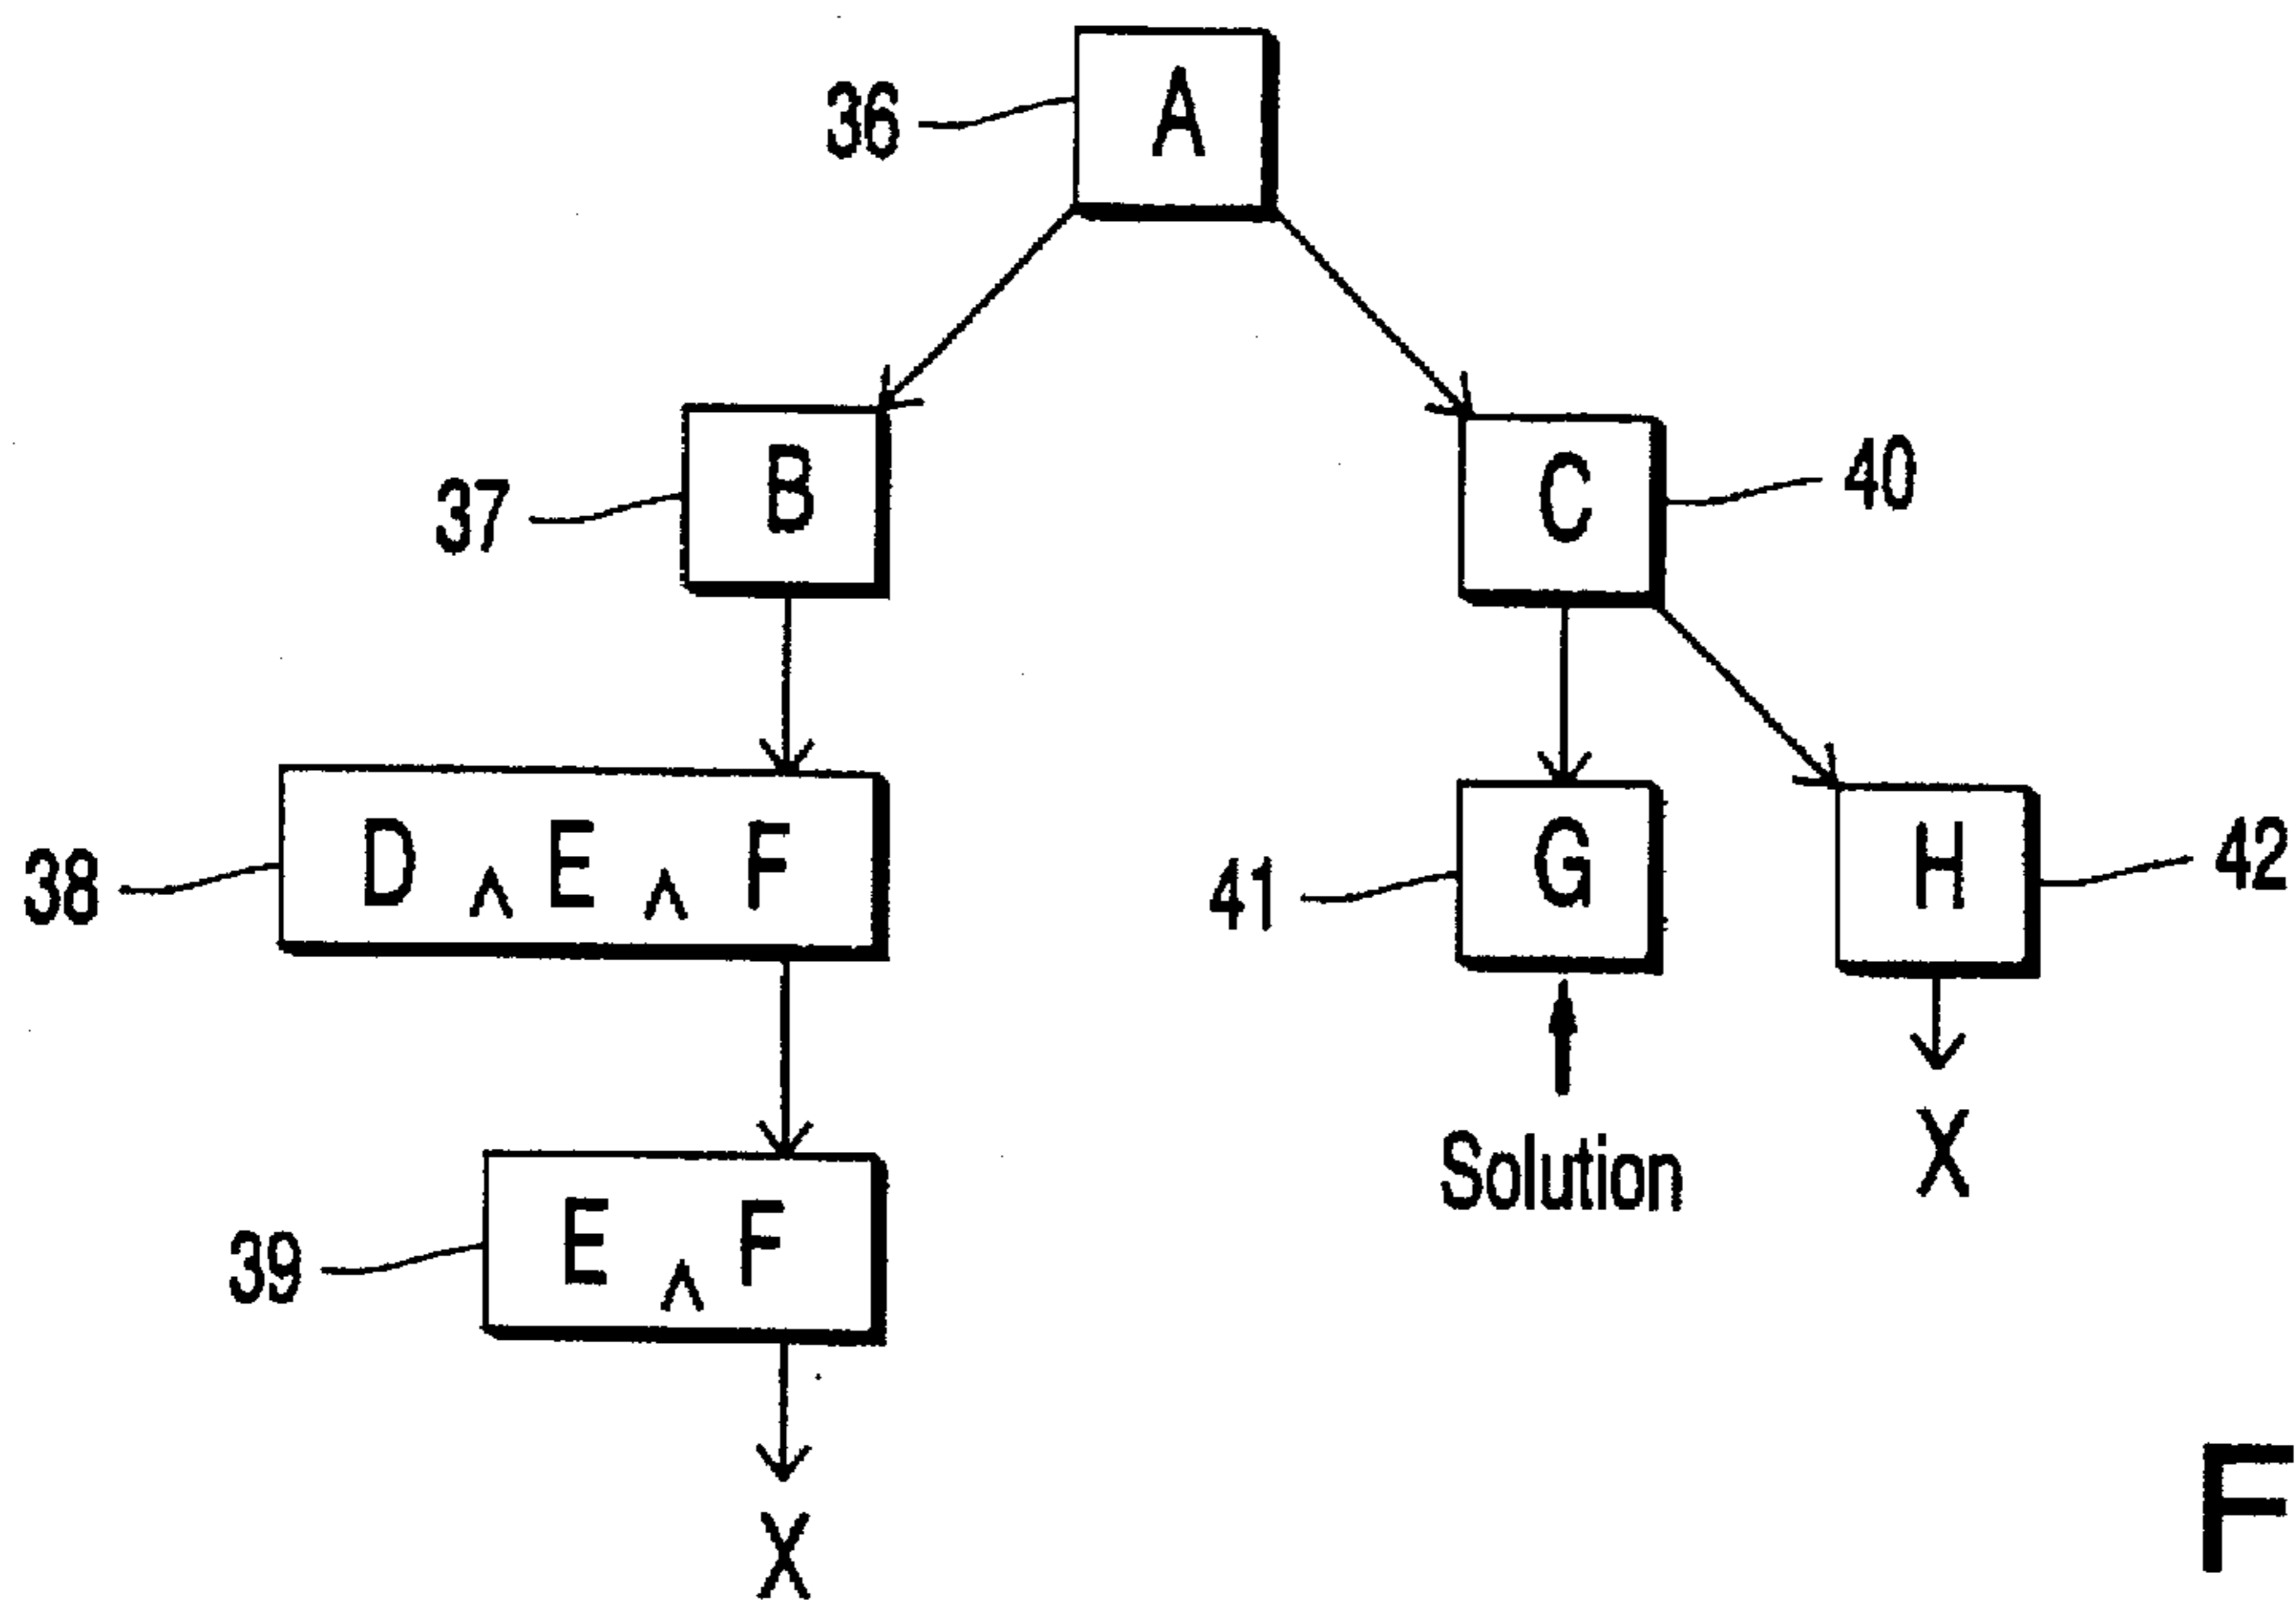 36 A
37 B
C 40
38 D ∧ E ∧ F
41 G
H 42
Solution
X
39 E ∧ F
X
F